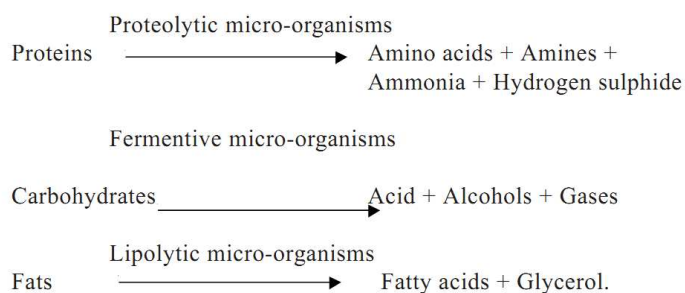 Proteolytic micro-organisms
Proteins Amino acids + Amines +
Ammonia + Hydrogen sulphide
Fermentive micro-organisms
Carbohydrates Acid + Alcohols + Gases
Lipolytic micro-organisms
Fats Fatty acids + Glycerol.